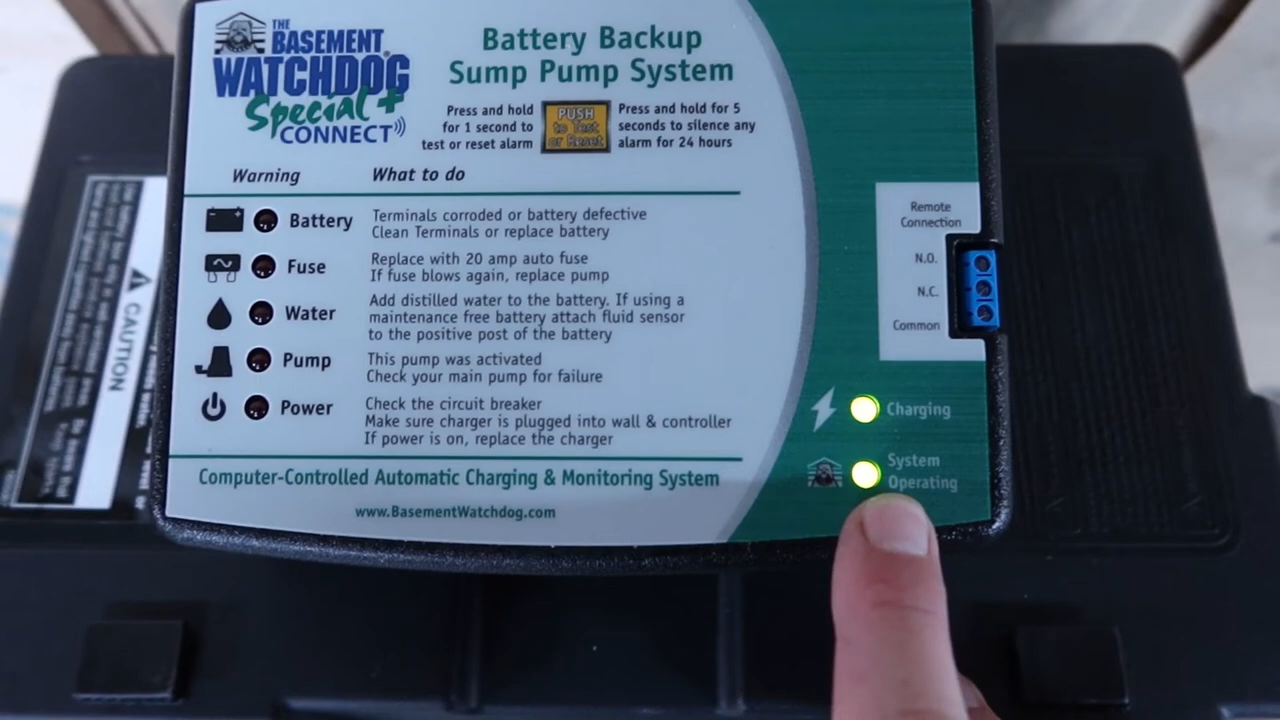 THE
BASEMENT
WATCHDOG
Special+
CONNECT
Battery Backup
Sump Pump System
Press and hold
for 1 second to
test or reset alarm
PUSH
to Test
or Reset
Press and hold for 5
seconds to silence any
alarm for 24 hours
Warning What to do
Battery
Terminals corroded or battery defective
Clean Terminals or replace battery
Fuse
Replace with 20 amp auto fuse
If fuse blows again, replace pump
Water
Add distilled water to the battery. If using a
maintenance free battery attach fluid sensor
to the positive post of the battery
Pump
This pump was activated
Check your main pump for failure
Power
Check the circuit breaker
Make sure charger is plugged into wall & controller
If power is on, replace the charger
Computer-Controlled Automatic Charging & Monitoring System
www.BasementWatchdog.com
Remote
Connection
N.O.
N.C.
Common
Charging
System
Operating
CAUTION